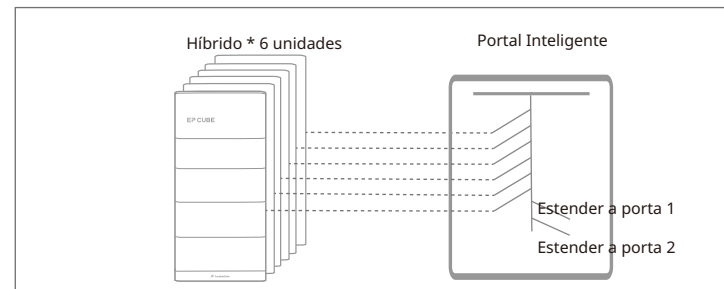 Híbrido * 6 unidades
Portal Inteligente
EP CUBE
Estender a porta 1
Estender a porta 2